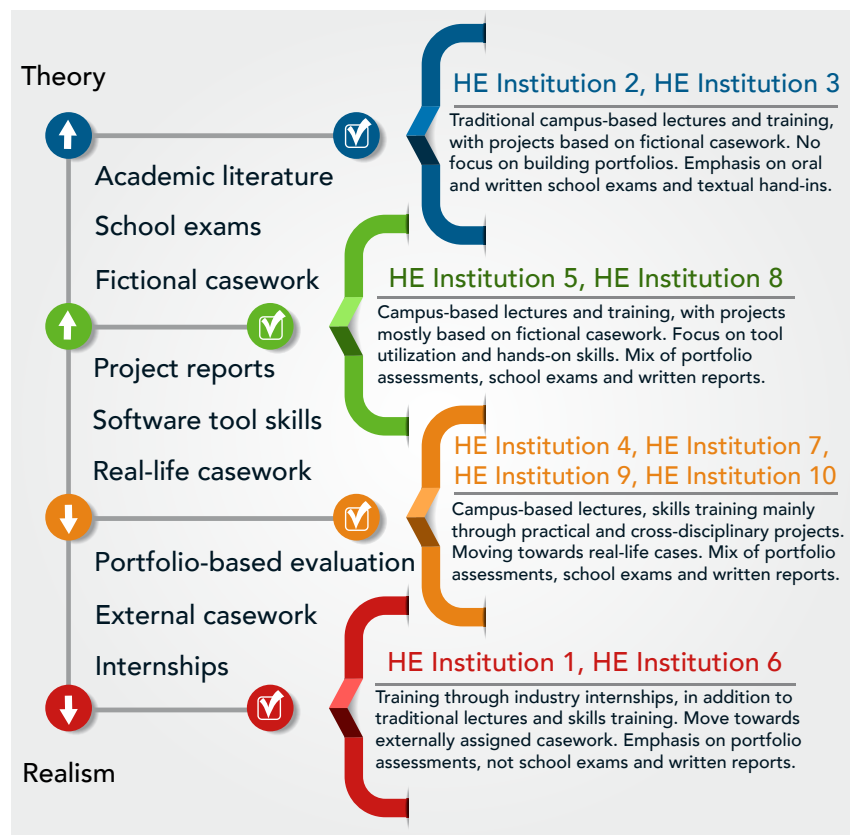 Theory
HE Institution 2, HE Institution 3
Traditional campus-based lectures and training,
with projects based on fictional casework. No
focus on building portfolios. Emphasis on oral
and written school exams and textual hand-ins.
Academic literature
School exams
Fictional casework
HE Institution 5, HE Institution 8
Campus-based lectures and training, with projects
mostly based on fictional casework. Focus on tool
utilization and hands-on skills. Mix of portfolio
assessments, school exams and written reports.
Project reports
Software tool skills
Real-life casework
HE Institution 4, HE Institution 7,
HE Institution 9, HE Institution 10
Campus-based lectures, skills training mainly
through practical and cross-disciplinary projects.
Moving towards real-life cases. Mix of portfolio
assessments, school exams and written reports.
Portfolio-based evaluation
External casework
Internships
HE Institution 1, HE Institution 6
Training through industry internships, in addition to
traditional lectures and skills training. Move towards
externally assigned casework. Emphasis on portfolio
assessments, not school exams and written reports.
Realism